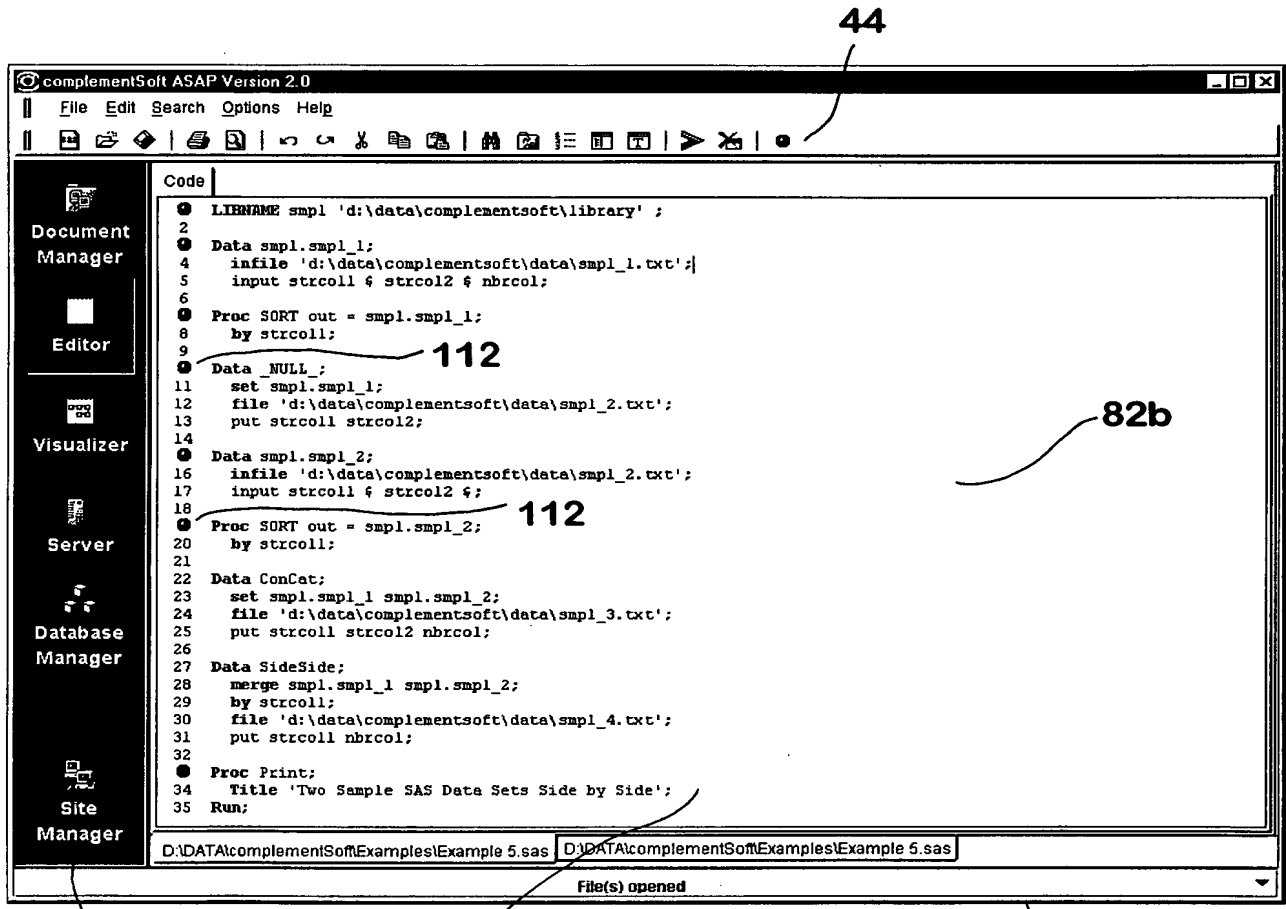 44
complementSoft ASAP Version 2.0
File Edit Search Options Help
Code
LIBNAME smpl 'd:\data\complementsoft\library' ;
2
Data smpl.smpl_1;
4 infile 'd:\data\complementsoft\data\smpl_1.txt';
5 input strcol1 $ strcol2 $ nbrcol;
6
Proc SORT out = smpl.smpl_1;
8 by strcol1;
9
112
Data _NULL_;
11 set smpl.smpl_1;
12 file 'd:\data\complementsoft\data\smpl_2.txt';
13 put strcol1 strcol2;
14
82b
Data smpl.smpl_2;
16 infile 'd:\data\complementsoft\data\smpl_2.txt';
17 input strcol1 $ strcol2 $;
18
112
Proc SORT out = smpl.smpl_2;
20 by strcol1;
21
22 Data ConCat;
23 set smpl.smpl_1 smpl.smpl_2;
24 file 'd:\data\complementsoft\data\smpl_3.txt';
25 put strcol1 strcol2 nbrcol;
26
27 Data SideSide;
28 merge smpl.smpl_1 smpl.smpl_2;
29 by strcol1;
30 file 'd:\data\complementsoft\data\smpl_4.txt';
31 put strcol1 nbrcol;
32
Proc Print;
34 Title 'Two Sample SAS Data Sets Side by Side';
35 Run;
Document
Manager
Editor
Visualizer
Server
Database
Manager
Site
Manager
D:\DATA\complementSoft\Examples\Example 5.sas D:\DATA\complementSoft\Examples\Example 5.sas
File(s) opened